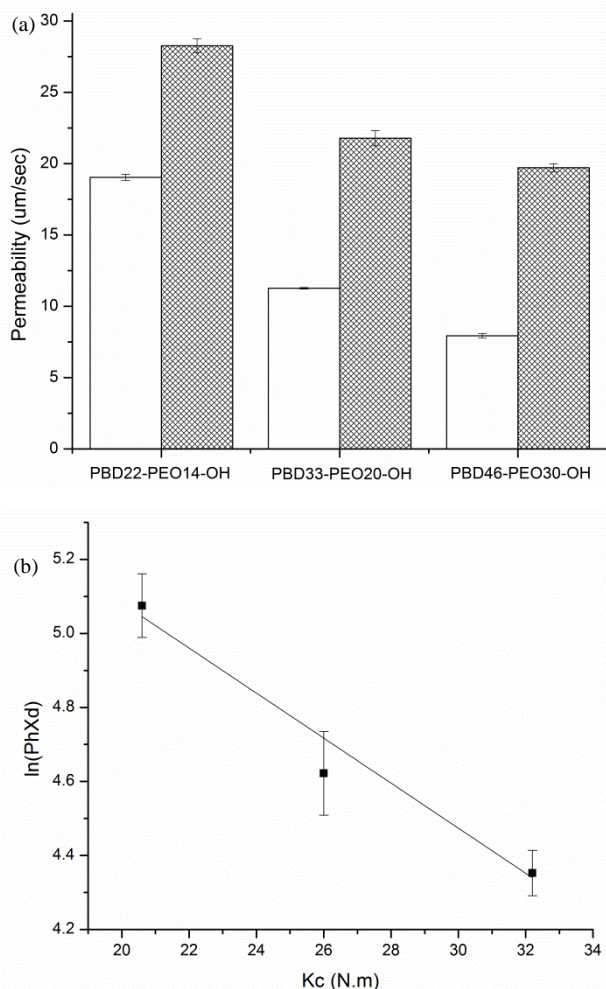 (a)
Permeability (um/sec)
30
25
20
15
10
5
0
PBD22-PEO14-OH PBD33-PEO20-OH PBD46-PEO30-OH
(b)
ln(PhXd)
5.2
5.0
4.8
4.6
4.4
4.2
20 22 24 26 28 30 32 34
Kc (N.m)